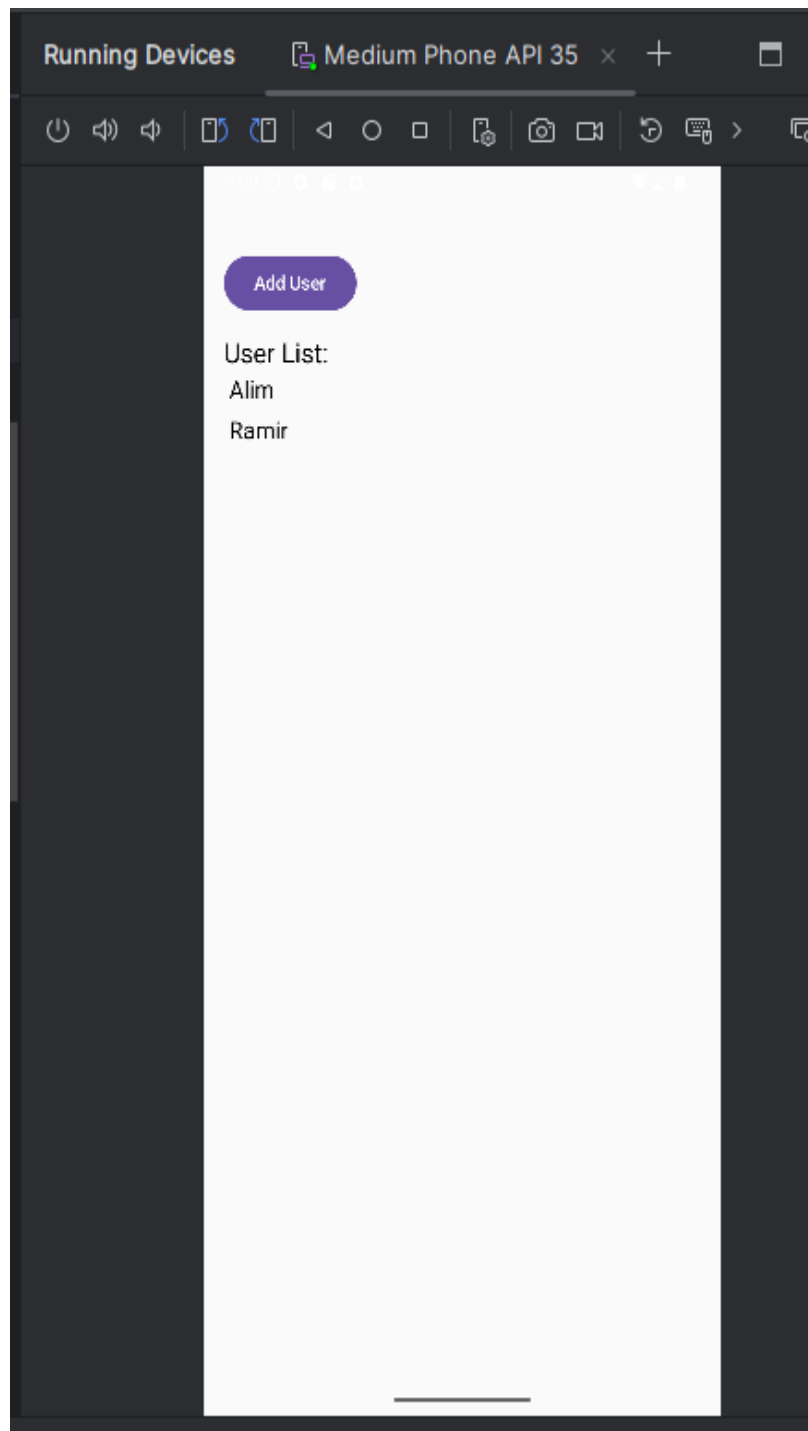 Running Devices Medium Phone API 35
Add User
User List:
Alim
Ramir